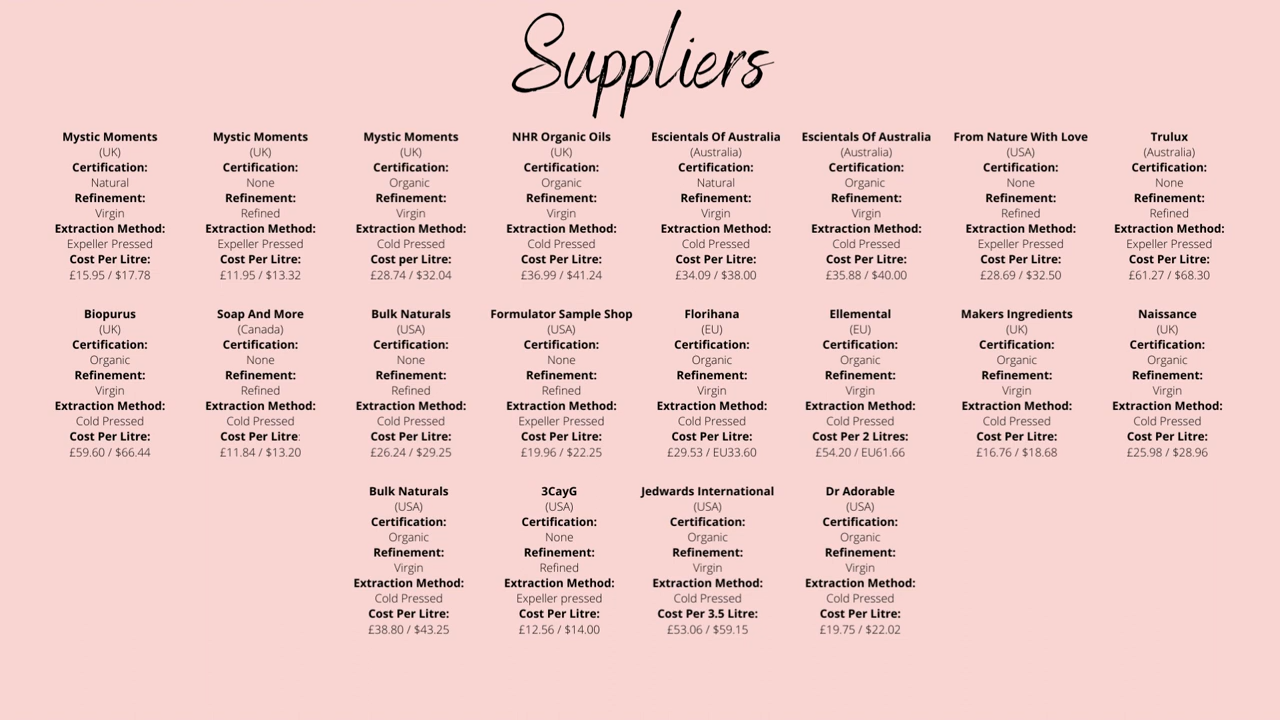 Suppliers
Mystic Moments
(UK)
Certification:
Natural
Refinement:
Virgin
Extraction Method:
Expeller Pressed
Cost Per Litre:
£15.95 / $17.78
Mystic Moments
(UK)
Certification:
None
Refinement:
Refined
Extraction Method:
Expeller Pressed
Cost Per Litre:
£11.95 / $13.32
Mystic Moments
(UK)
Certification:
Organic
Refinement:
Virgin
Extraction Method:
Cold Pressed
Cost per Litre:
£28.74 / $32.04
NHR Organic Oils
(UK)
Certification:
Organic
Refinement:
Virgin
Extraction Method:
Cold Pressed
Cost Per Litre:
£36.99 / $41.24
Escientals Of Australia
(Australia)
Certification:
Natural
Refinement:
Virgin
Extraction Method:
Cold Pressed
Cost Per Litre:
£34.09 / $38.00
Escientals Of Australia
(Australia)
Certification:
Organic
Refinement:
Virgin
Extraction Method:
Cold Pressed
Cost Per Litre:
£35.88 / $40.00
From Nature With Love
(USA)
Certification:
None
Refinement:
Refined
Extraction Method:
Expeller Pressed
Cost Per Litre:
£28.69 / $32.50
Trulux
(Australia)
Certification:
None
Refinement:
Refined
Extraction Method:
Expeller Pressed
Cost Per Litre:
£61.27 / $68.30
Biopurus
(UK)
Certification:
Organic
Refinement:
Virgin
Extraction Method:
Cold Pressed
Cost Per Litre:
£59.60 / $66.44
Soap And More
(Canada)
Certification:
None
Refinement:
Refined
Extraction Method:
Cold Pressed
Cost Per Litre:
£11.84 / $13.20
Bulk Naturals
(USA)
Certification:
None
Refinement:
Refined
Extraction Method:
Cold Pressed
Cost Per Litre:
£26.24 / $29.25
Formulator Sample Shop
(USA)
Certification:
None
Refinement:
Refined
Extraction Method:
Expeller Pressed
Cost Per Litre:
£19.96 / $22.25
Florihana
(EU)
Certification:
Organic
Refinement:
Virgin
Extraction Method:
Cold Pressed
Cost Per Litre:
£29.53 / EU33.60
Ellemental
(EU)
Certification:
Organic
Refinement:
Virgin
Extraction Method:
Cold Pressed
Cost Per 2 Litres:
£54.20 / EU61.66
Makers Ingredients
(UK)
Certification:
Organic
Refinement:
Virgin
Extraction Method:
Cold Pressed
Cost Per Litre:
£16.76 / $18.68
Naissance
(UK)
Certification:
Organic
Refinement:
Virgin
Extraction Method:
Cold Pressed
Cost Per Litre:
£25.98 / $28.96
Bulk Naturals
(USA)
Certification:
Organic
Refinement:
Virgin
Extraction Method:
Cold Pressed
Cost Per Litre:
£38.80 / $43.25
3CayG
(USA)
Certification:
None
Refinement:
Refined
Extraction Method:
Expeller pressed
Cost Per Litre:
£12.56 / $14.00
Jedwards International
(USA)
Certification:
Organic
Refinement:
Virgin
Extraction Method:
Cold Pressed
Cost Per 3.5 Litre:
£53.06 / $59.15
Dr Adorable
(USA)
Certification:
Organic
Refinement:
Virgin
Extraction Method:
Cold Pressed
Cost Per Litre:
£19.75 / $22.02